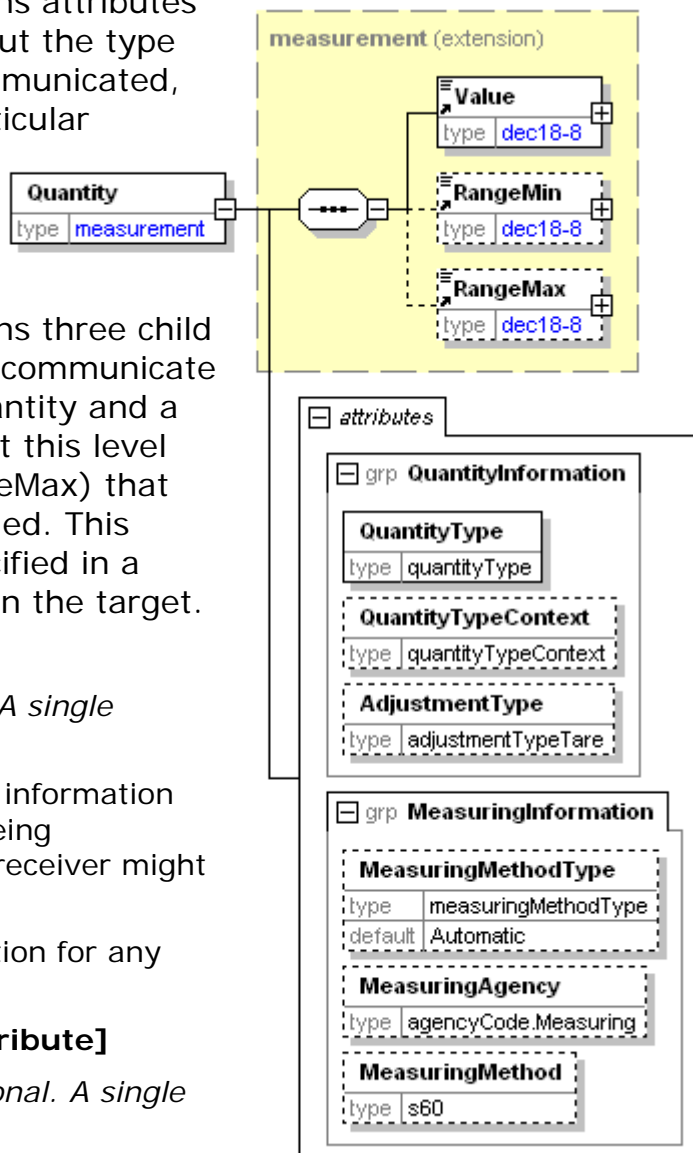 ns attributes
ut the type
municated,
ticular
ns three child
communicate
antity and a
t this level
eMax) that
ed. This
ified in a
n the target.
A single
information
eing
receiver might
tion for any
ribute]
onal. A single
measurement (extension)
Value
type dec18-8
Quantity
type measurement
RangeMin
type dec18-8
RangeMax
type dec18-8
attributes
grp QuantityInformation
QuantityType
type quantityType
QuantityTypeContext
type quantityTypeContext
AdjustmentType
type adjustmentTypeTare
grp MeasuringInformation
MeasuringMethodType
type measuringMethodType
default Automatic
MeasuringAgency
type agencyCode.Measuring
MeasuringMethod
type s60